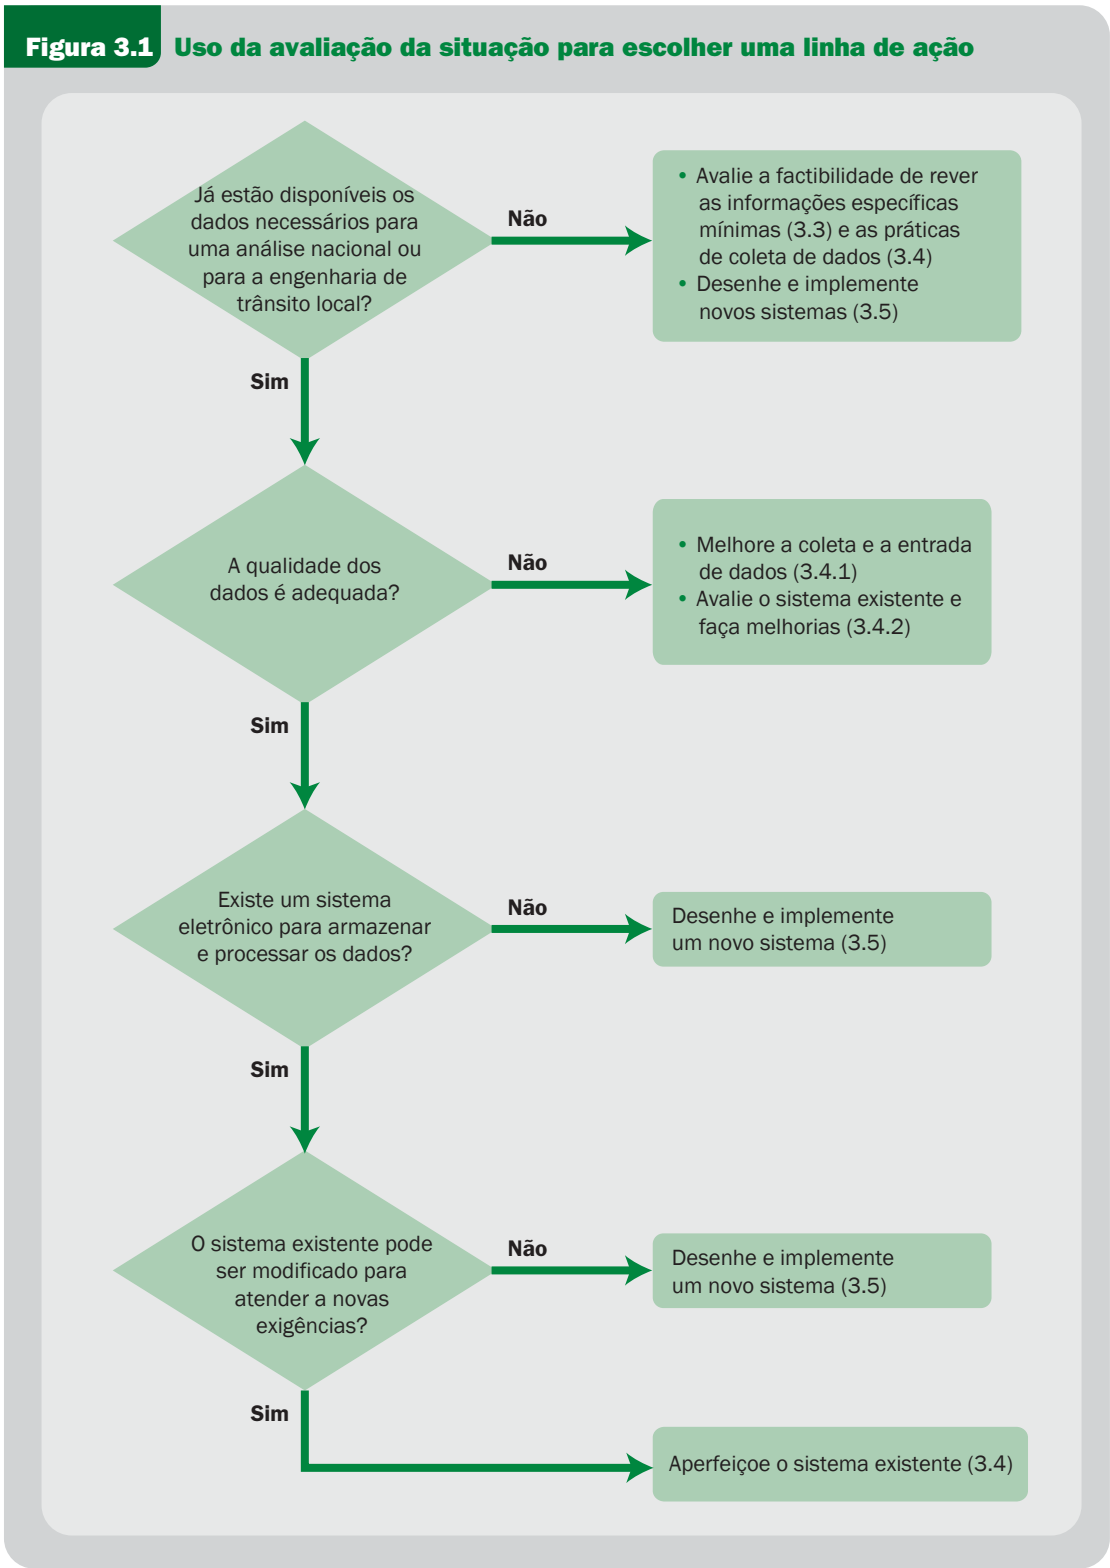 Figura 3.1 Uso da avaliação da situação para escolher uma linha de ação
Já estão disponíveis os
dados necessários para
uma análise nacional ou
para a engenharia de
trânsito local?
Não
• Avalie a factibilidade de rever
as informações específicas
mínimas (3.3) e as práticas
de coleta de dados (3.4)
• Desenhe e implemente
novos sistemas (3.5)
Sim
A qualidade dos
dados é adequada?
Não
• Melhore a coleta e a entrada
de dados (3.4.1)
• Avalie o sistema existente e
faça melhorias (3.4.2)
Sim
Existe um sistema
eletrônico para armazenar
e processar os dados?
Não
Desenhe e implemente
um novo sistema (3.5)
Sim
O sistema existente pode
ser modificado para
atender a novas
exigências?
Não
Desenhe e implemente
um novo sistema (3.5)
Sim
Aperfeiçoe o sistema existente (3.4)